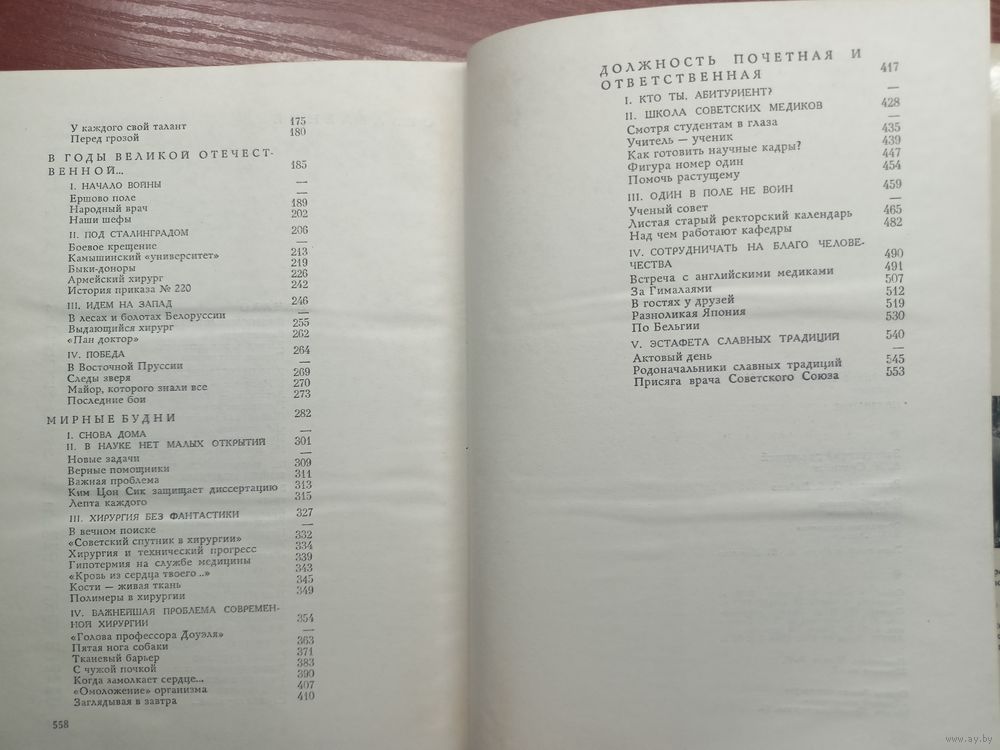 У каждого свой талант 175
Перед грозой 180
В ГОДЫ ВЕЛИКОЙ ОТЕЧЕСТ-
ВЕННОЙ... 185
I. НАЧАЛО ВОЙНЫ —
Ершово поле —
Народный врач 189
Наши шефы 202
II. ПОД СТАЛИНГРАДОМ 206
Боевое крещение —
Камышинский «университет» 213
Быки-доноры 219
Армейский хирург 226
История приказа № 220 242
III. ИДЕМ НА ЗАПАД 246
В лесах и болотах Белоруссии —
Выдающийся хирург 255
«Пан доктор» 262
IV. ПОБЕДА 264
В Восточной Пруссии —
Следы зверя 269
Майор, которого знали все 270
Последние бои 273
МИРНЫЕ БУДНИ 282
I. СНОВА ДОМА —
II. В НАУКЕ НЕТ МАЛЫХ ОТКРЫТИЙ 301
Новые задачи —
Верные помощники 309
Важная проблема 311
Ким Цон Сик защищает диссертацию 313
Лепта каждого 315
III. ХИРУРГИЯ БЕЗ ФАНТАСТИКИ 327
В вечном поиске —
«Советский спутник в хирургии» 332
Хирургия и технический прогресс 334
Гипотермия на службе медицины 339
«Кровь из сердца твоего..» 343
Кости — живая ткань 345
Полимеры в хирургии 349
IV. ВАЖНЕЙШАЯ ПРОБЛЕМА СОВРЕМЕН-
НОЙ ХИРУРГИИ 354
«Голова профессора Доуэля» —
Пятая нога собаки 363
Тканевый барьер 371
С чужой почкой 383
Когда замолкает сердце... 390
«Омоложение» организма 407
Заглядывая в завтра 410
558
ДОЛЖНОСТЬ ПОЧЕТНАЯ И
ОТВЕТСТВЕННАЯ 417
I. КТО ТЫ, АБИТУРИЕНТ? —
II. ШКОЛА СОВЕТСКИХ МЕДИКОВ 428
Смотря студентам в глаза —
Учитель — ученик 435
Как готовить научные кадры? 439
Фигура номер один 447
Помочь растущему 454
III. ОДИН В ПОЛЕ НЕ ВОИН 459
Ученый совет —
Листая старый ректорский календарь 465
Над чем работают кафедры 482
IV. СОТРУДНИЧАТЬ НА БЛАГО ЧЕЛОВЕ-
ЧЕСТВА 490
Встреча с английскими медиками 491
За Гималаями 507
В гостях у друзей 512
Разноликая Япония 519
По Бельгии 530
V. ЭСТАФЕТА СЛАВНЫХ ТРАДИЦИЙ 540
Актовый день —
Родоначальники славных традиций 545
Присяга врача Советского Союза 553
www.ay.by